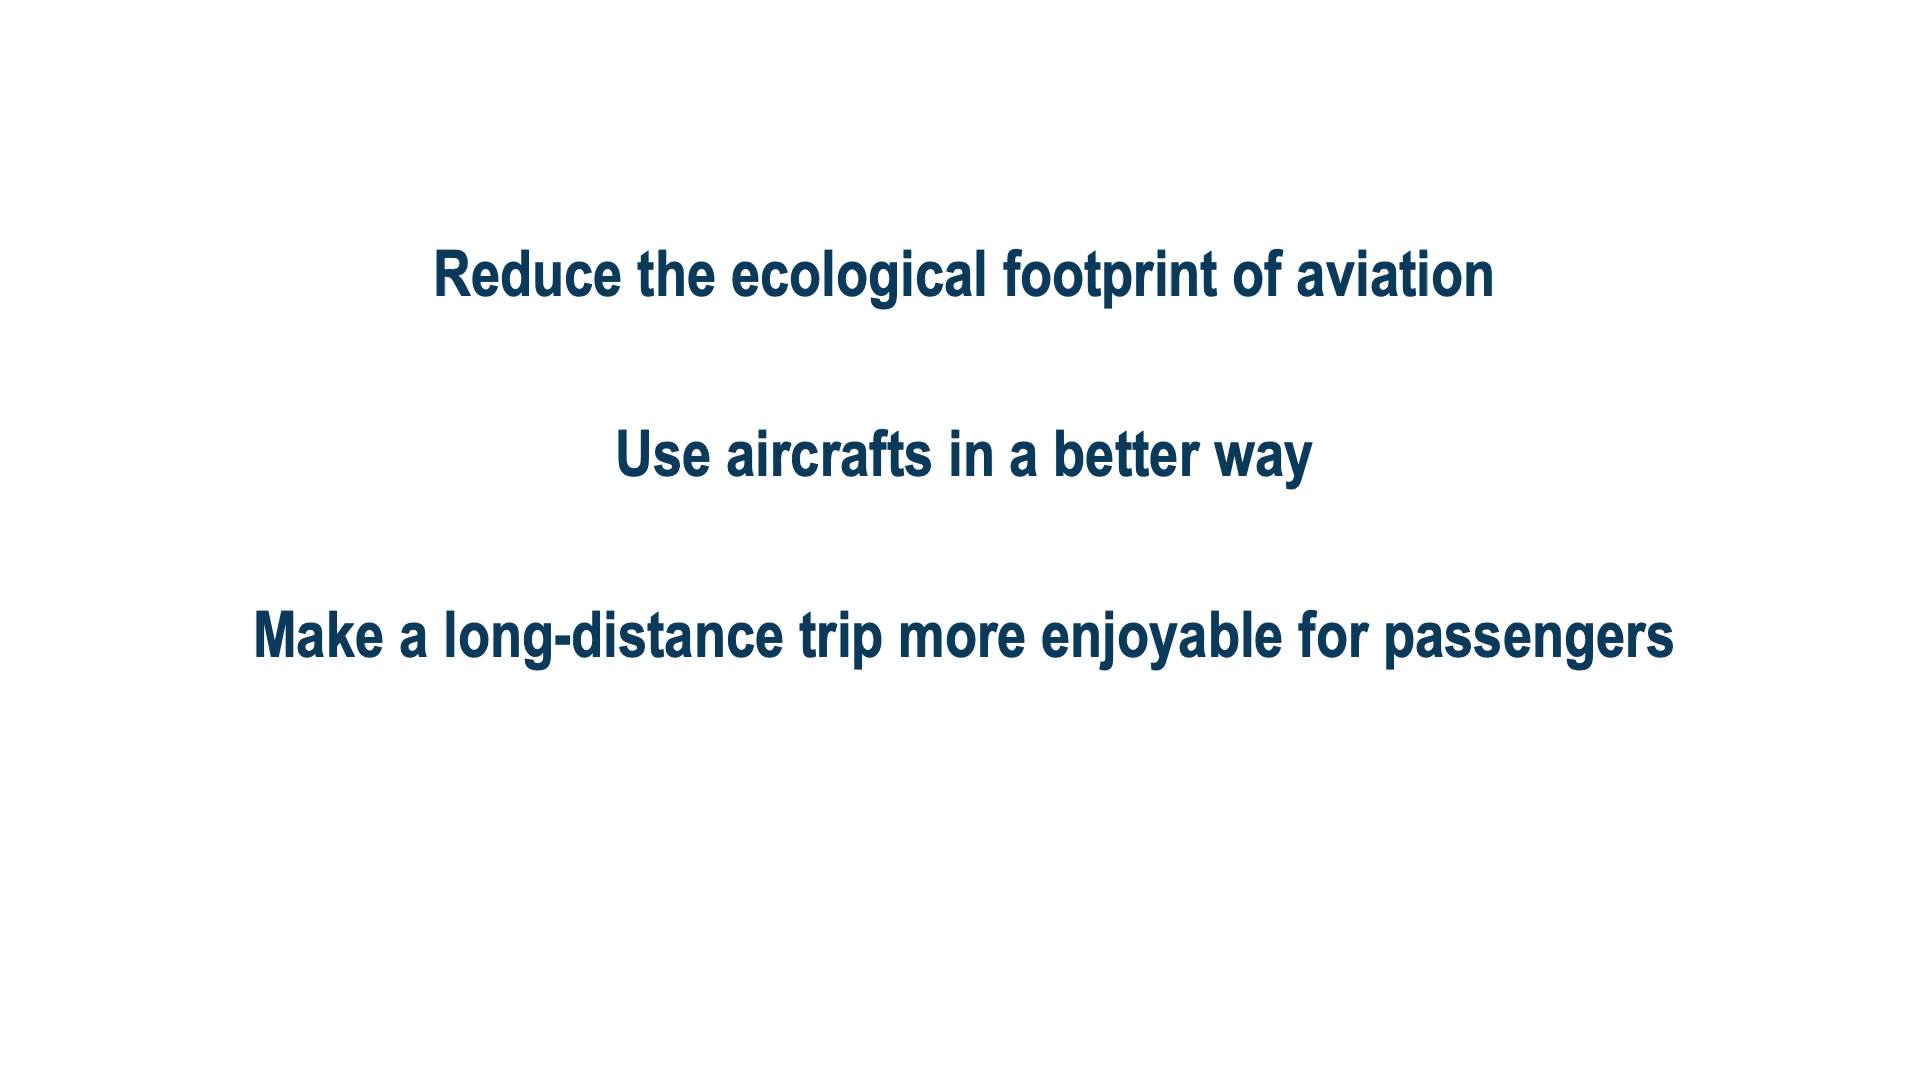 Reduce the ecological footprint of aviation
Use aircrafts in a better way
Make a long-distance trip more enjoyable for passengers